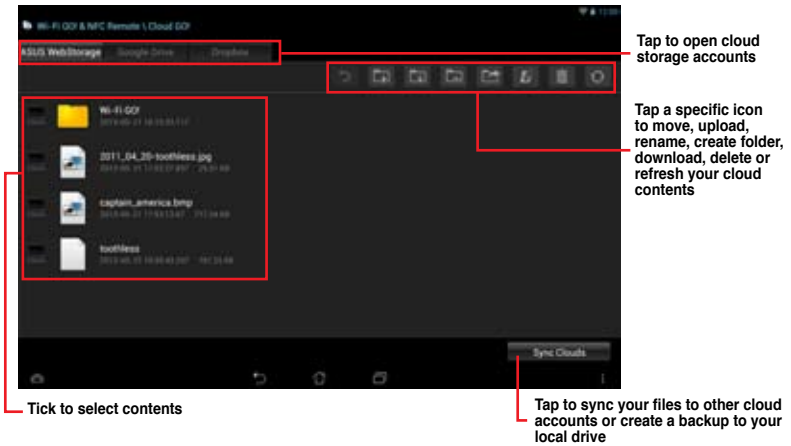 Wi-Fi GO! & NFC Remote \ Cloud GO!
ASUS WebStorage Google Drive Dropbox
Tap to open cloud
storage accounts
Tap a specific icon
to move, upload,
rename, create folder,
download, delete or
refresh your cloud
contents
Wi-Fi GO!
2011_04_20-toothless.jpg
captain_america.bmp
toothless
Sync Clouds
Tick to select contents
Tap to sync your files to other cloud
accounts or create a backup to your
local drive